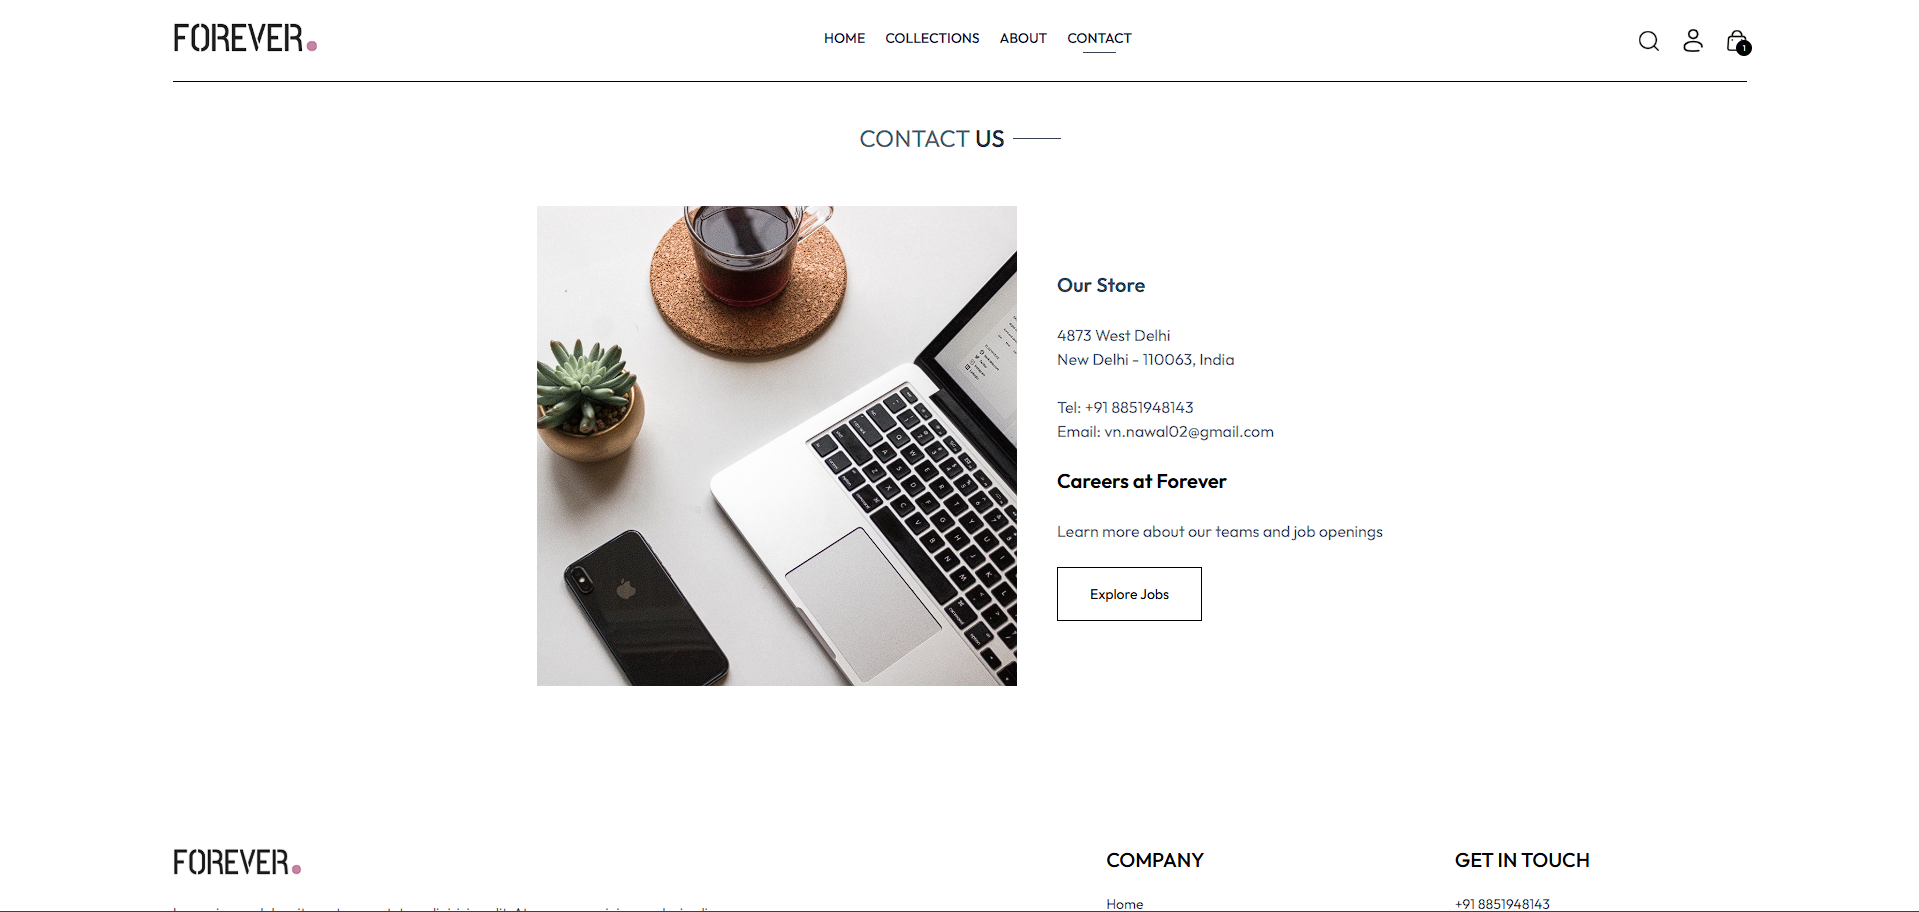 FOREVER.
HOME COLLECTIONS ABOUT CONTACT
1
CONTACT US
Our Store
4873 West Delhi
New Delhi - 110063, India
Tel: +91 8851948143
Email: vn.nawal02@gmail.com
Careers at Forever
Learn more about our teams and job openings
Explore Jobs
FOREVER.
COMPANY
GET IN TOUCH
Home
+91 8851948143